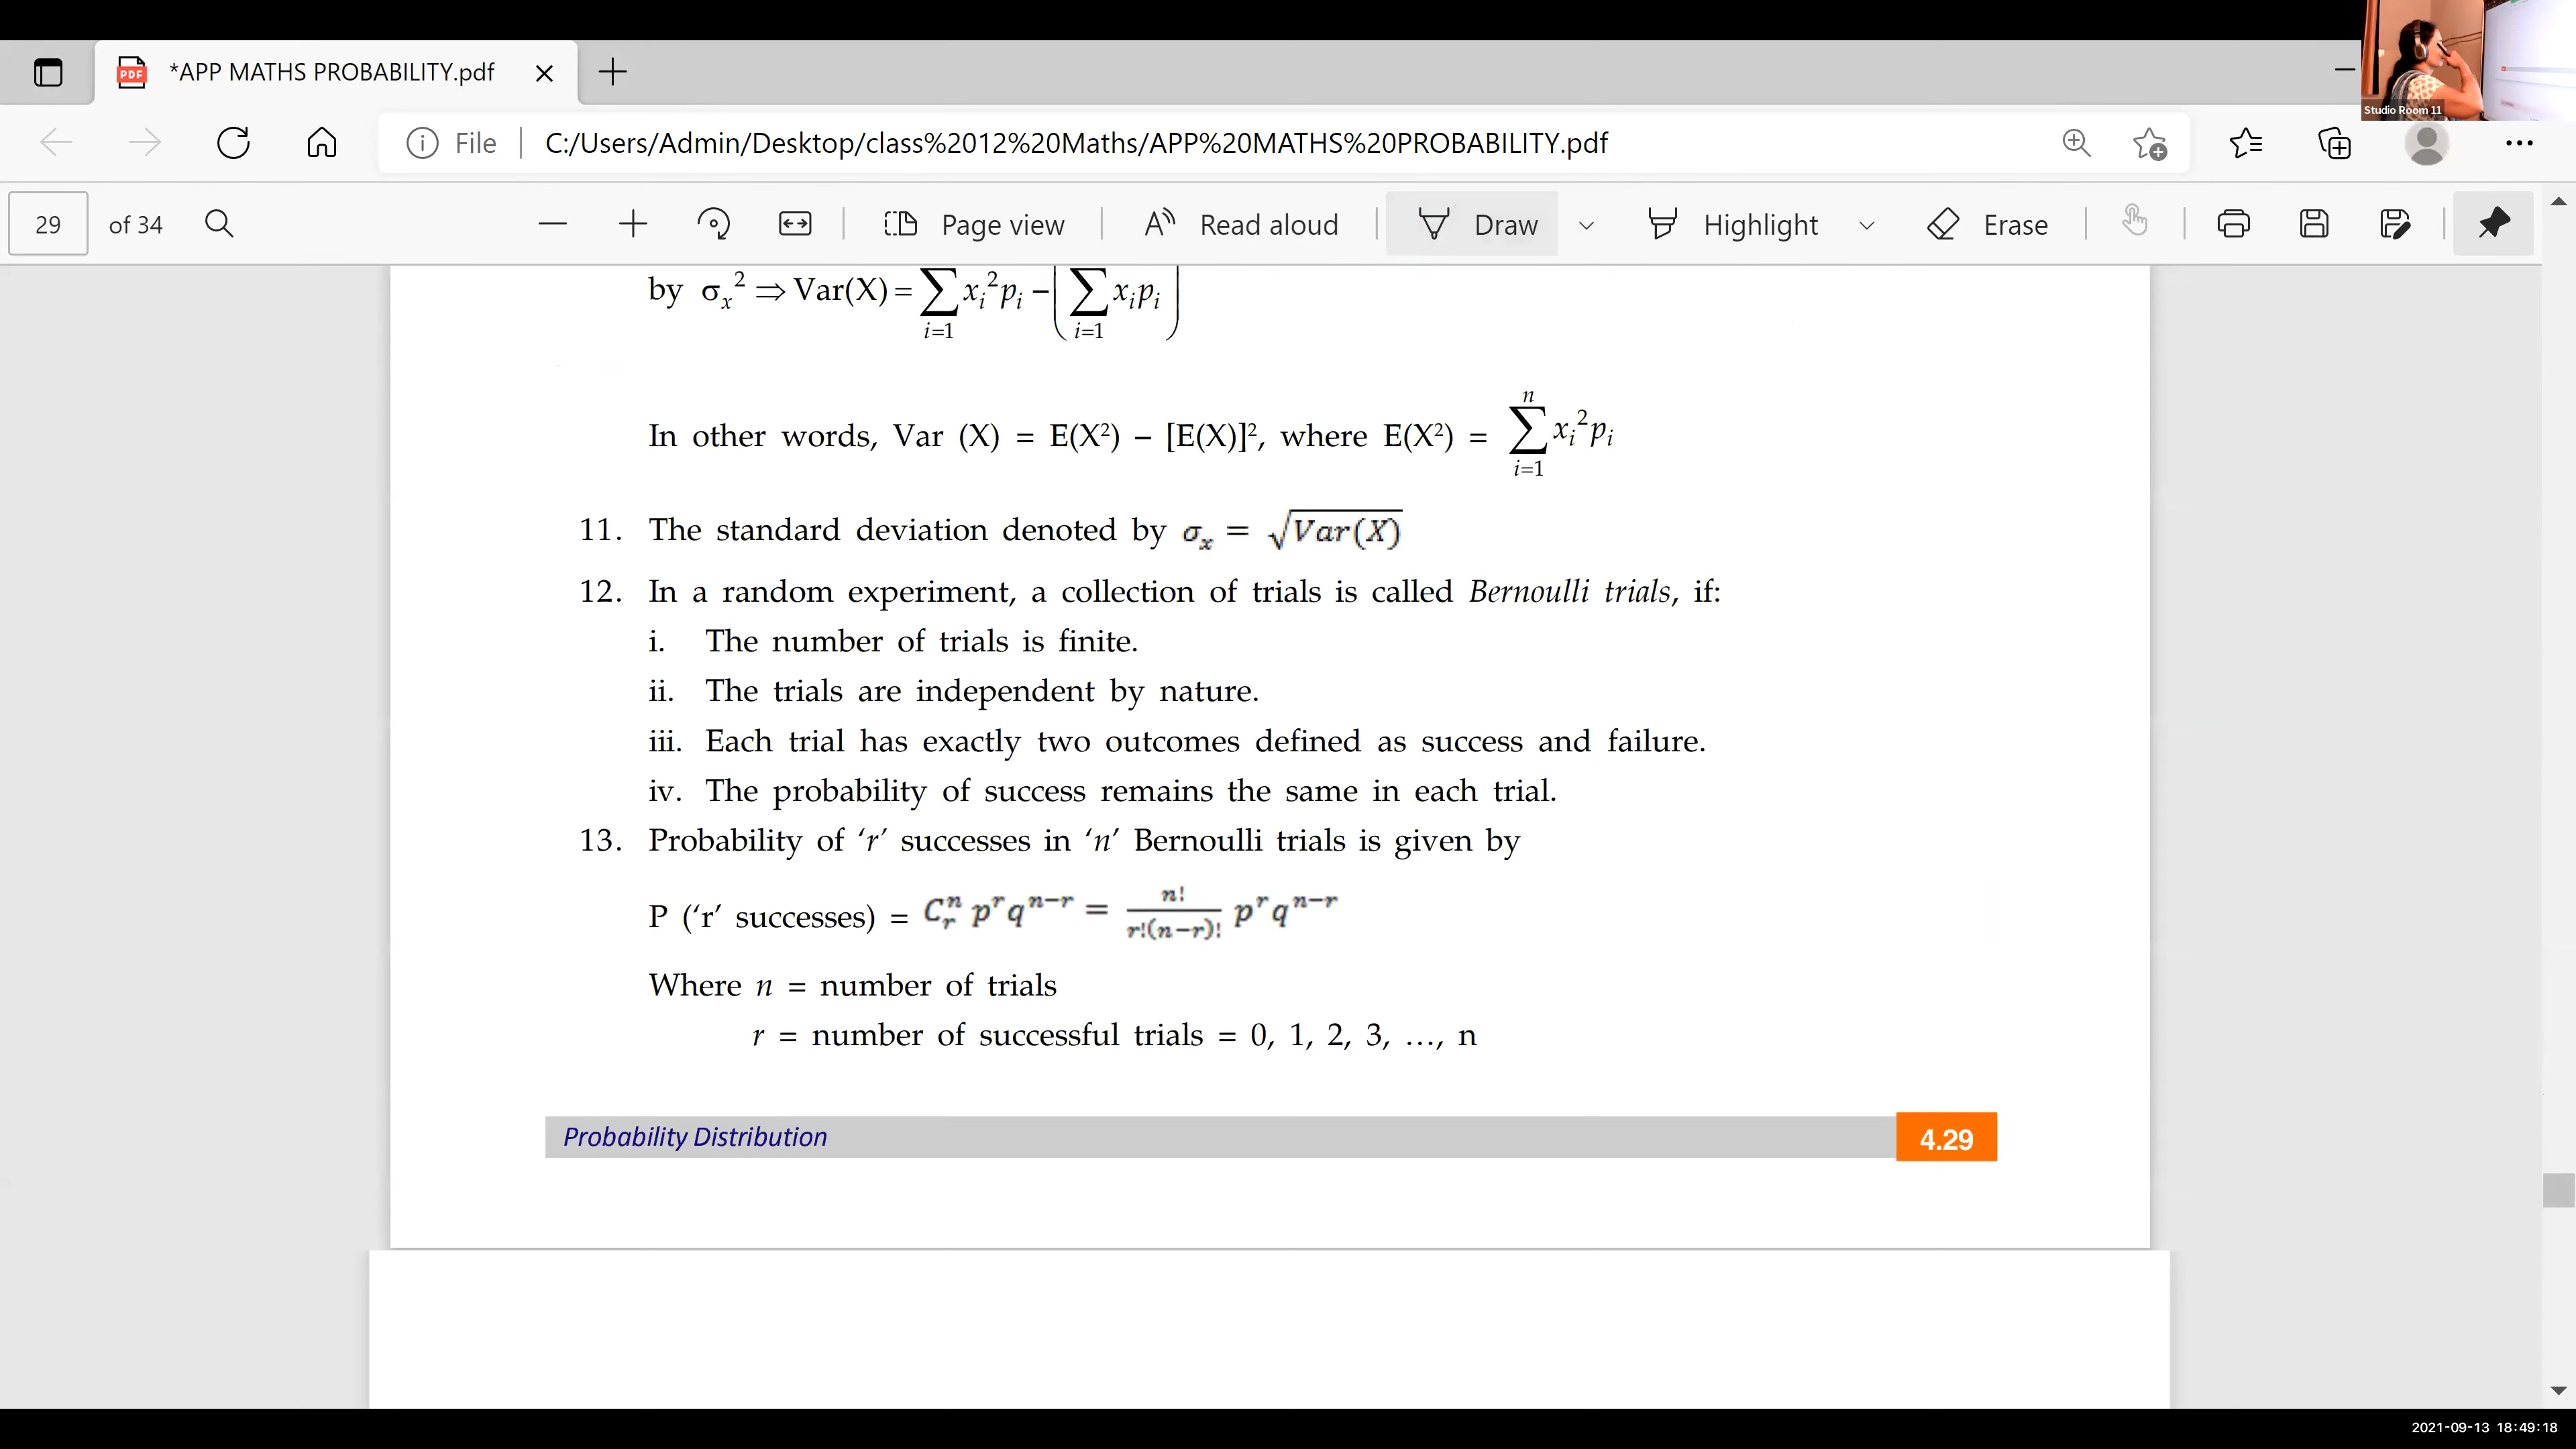 *APP MATHS PROBABILITY.pdf
Studio Room 11
File
C:/Users/Admin/Desktop/class%2012%20Maths/APP%20MATHS%20PROBABILITY.pdf
29 of 34
Page view
Read aloud
Draw
Highlight
Erase
by σx² ⇒ Var(X) = ∑ i=1 xi²pi − ( ∑ i=1 xipi )
In other words, Var (X) = E(X²) – [E(X)]², where E(X²) = ∑ n i=1 xi²pi
11. The standard deviation denoted by σx = √Var(X)
12. In a random experiment, a collection of trials is called Bernoulli trials, if:
i. The number of trials is finite.
ii. The trials are independent by nature.
iii. Each trial has exactly two outcomes defined as success and failure.
iv. The probability of success remains the same in each trial.
13. Probability of ‘r’ successes in ‘n’ Bernoulli trials is given by
P (‘r’ successes) = C^n_r p^r q^n−r = n!/r!(n−r)! p^r q^n−r
Where n = number of trials
r = number of successful trials = 0, 1, 2, 3, …, n
Probability Distribution
4.29
2021-09-13 18:49:18